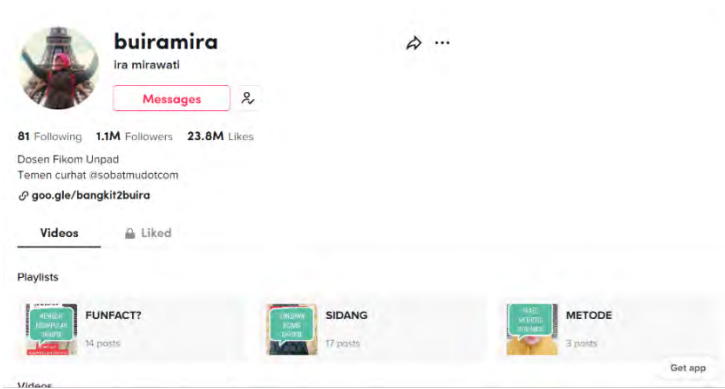 buiramira
ira mirawati
Messages
81 Following 1.1M Followers 23.8M Likes
Dosen Fikom Unpad
Temen curhat @sobatmudotcom
goo.gle/bangkit2buira
Videos Liked
Playlists
FUNFACT?
14 posts
SIDANG
17 posts
METODE
3 posts
Get app
Videos